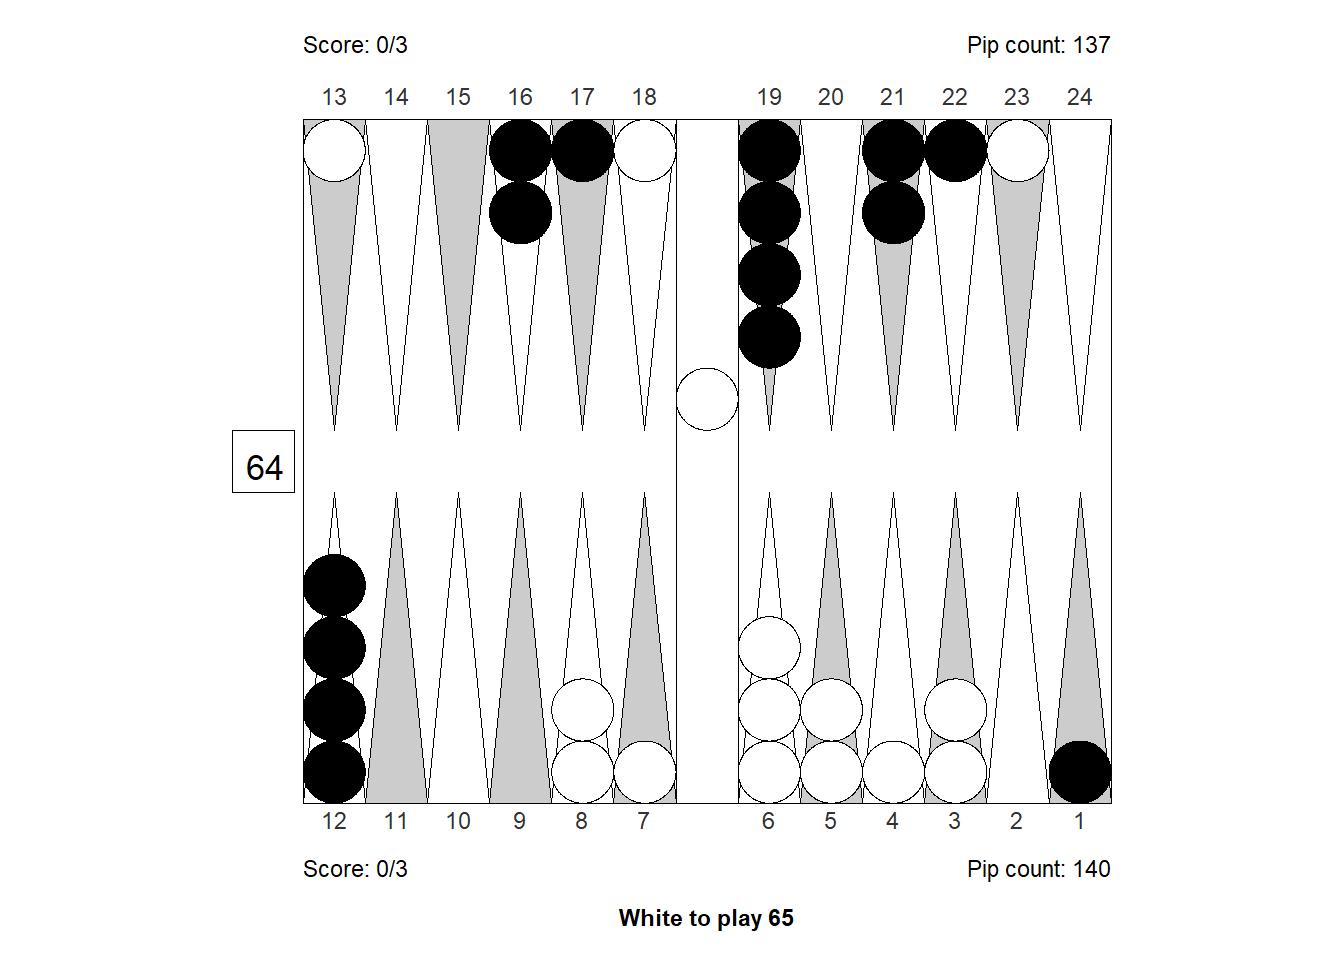 Score: 0/3 Pip count: 137
13 14 15 16 17 18 19 20 21 22 23 24
64
12 11 10 9 8 7 6 5 4 3 2 1
Score: 0/3 Pip count: 140
White to play 65